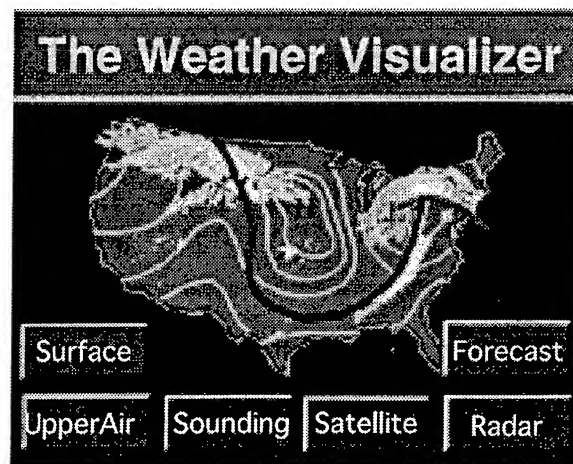 The Weather Visualizer
Surface
Forecast
UpperAir
Sounding
Satellite
Radar